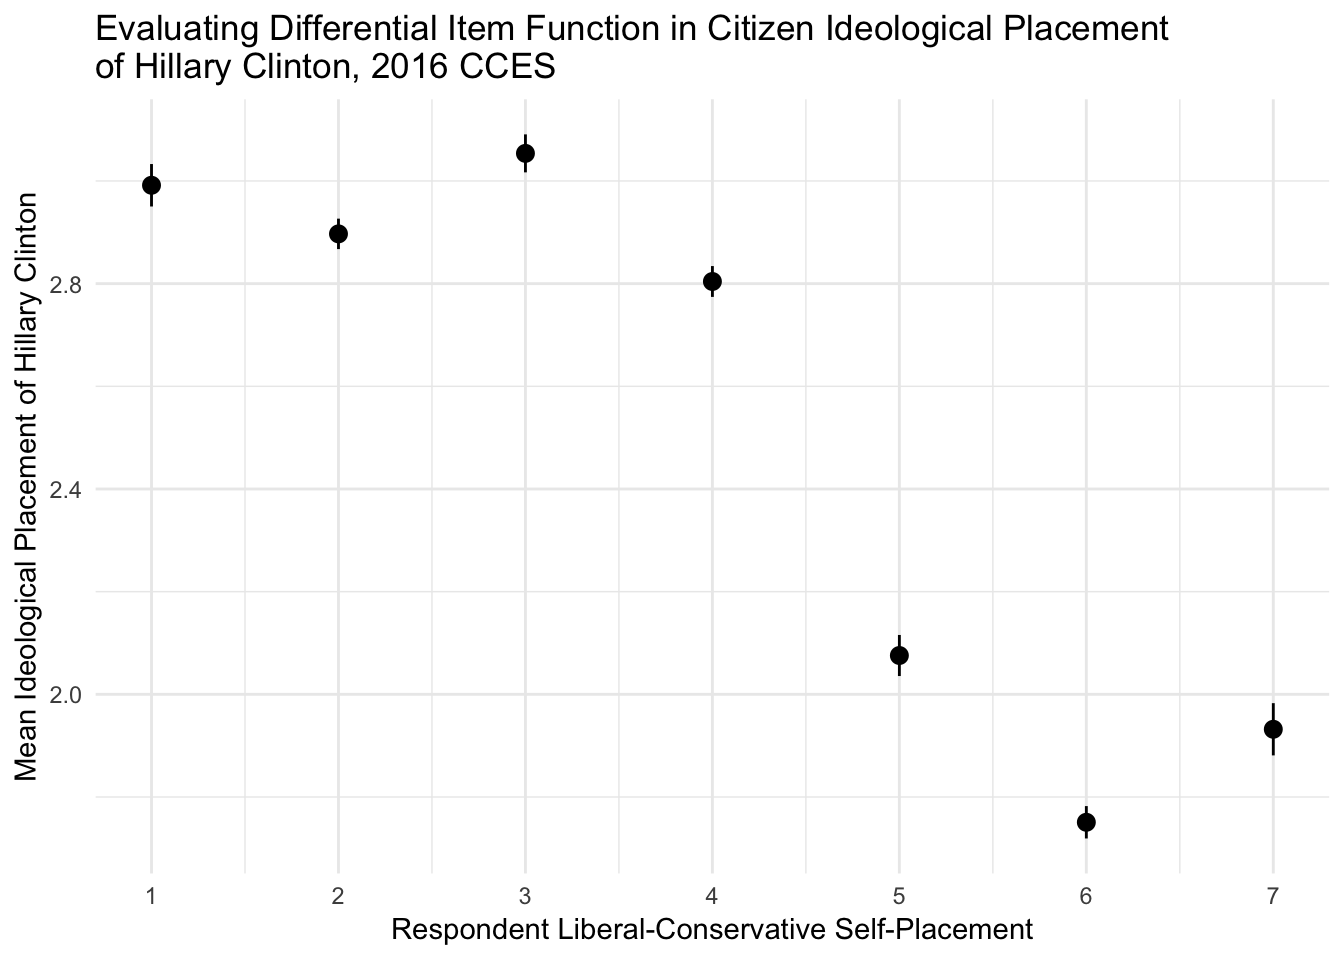 Evaluating Differential Item Function in Citizen Ideological Placement
of Hillary Clinton, 2016 CCES
Mean Ideological Placement of Hillary Clinton
2.8
2.4
2.0
1 2 3 4 5 6 7
Respondent Liberal-Conservative Self-Placement